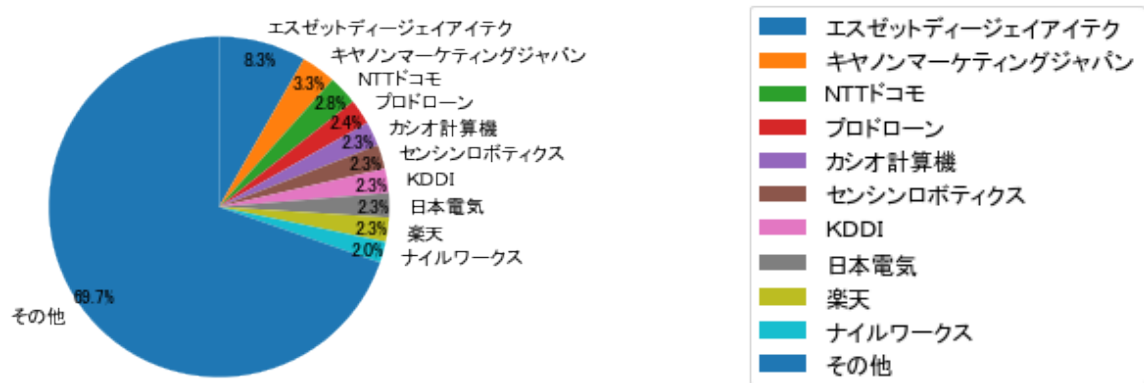 エスゼットディージェイアイテク
8.3%
キヤノンマーケティングジャパン
3.3%
NTTドコモ
2.8%
プロドローン
2.4%
カシオ計算機
2.3%
センシンロボティクス
2.3%
KDDI
2.3%
日本電気
2.3%
楽天
2.3%
ナイルワークス
2.0%
69.7%
その他
エスゼットディージェイアイテク
キヤノンマーケティングジャパン
NTTドコモ
プロドローン
カシオ計算機
センシンロボティクス
KDDI
日本電気
楽天
ナイルワークス
その他